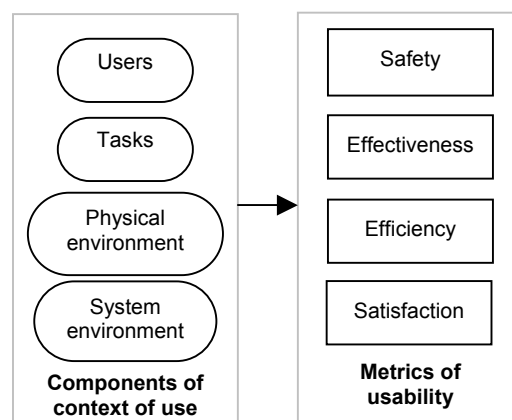 Users
Tasks
Physical
environment
System
environment
Components of
context of use
Safety
Effectiveness
Efficiency
Satisfaction
Metrics of
usability